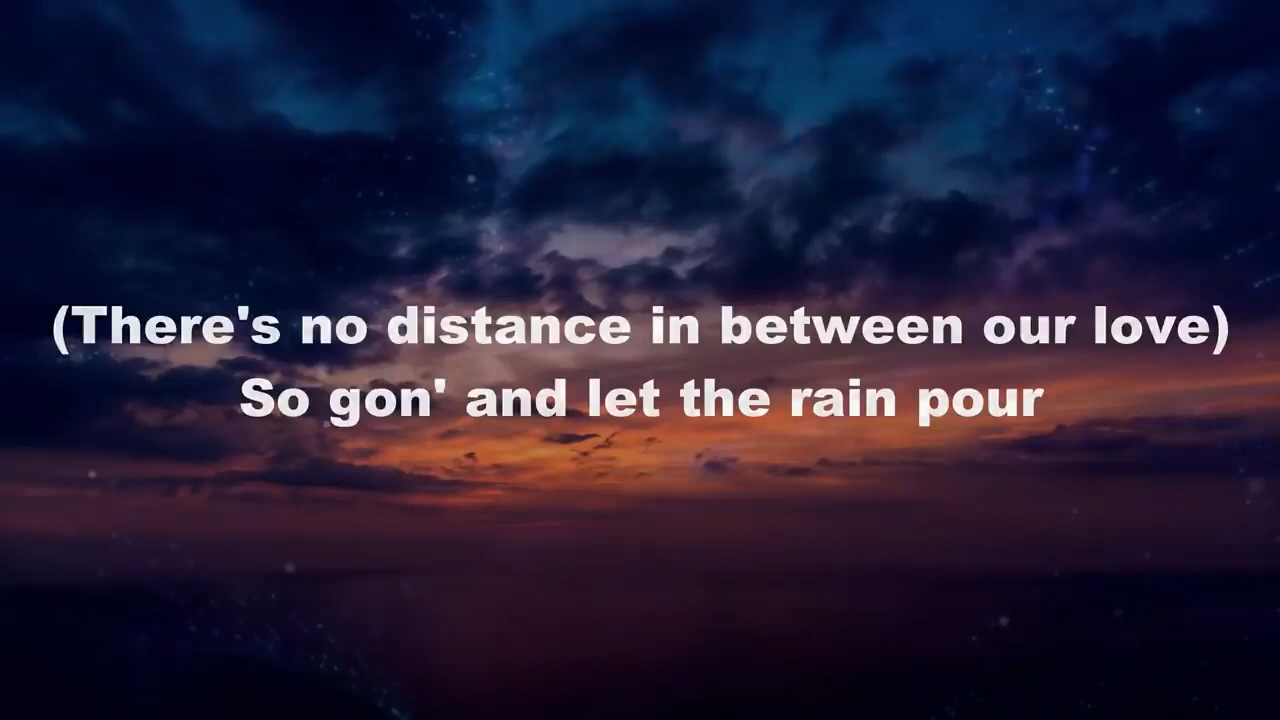 (There's no distance in between our love)
So gon' and let the rain pour